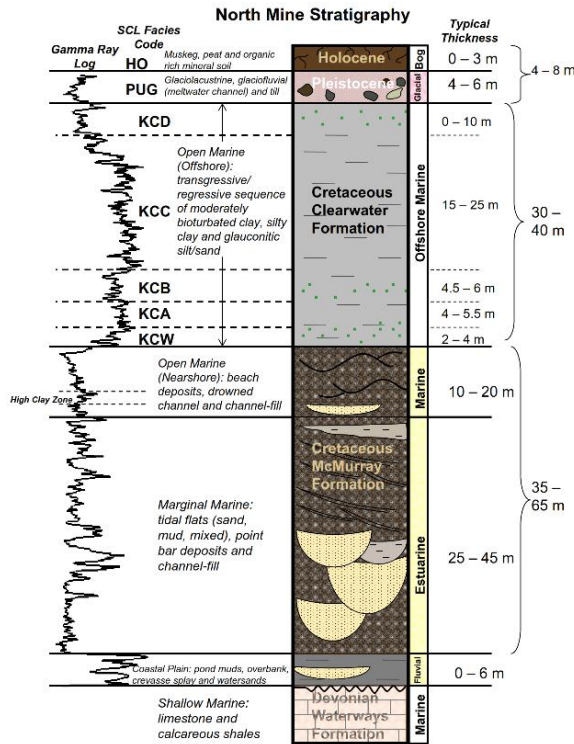 North Mine Stratigraphy
Gamma Ray
Log
SCL Facies
Code
Typical
Thickness
HO
Muskeg, peat and organic
rich mineral soil
Holocene
Bog
0 – 3 m
4 – 8 m
PUG
Glaciolacustrine, glaciofluvial
(meltwater channel) and till
Pleistocene
Glacial
4 – 6 m
KCD
0 – 10 m
Open Marine
(Offshore):
transgressive/
regressive sequence
of moderately
bioturbated clay, silty
clay and glauconitic
silt/sand
KCC
Cretaceous
Clearwater
Formation
Offshore Marine
15 – 25 m
30 –
40 m
KCB
4.5 – 6 m
KCA
4 – 5.5 m
KCW
2 – 4 m
Open Marine
(Nearshore): beach
deposits, drowned
channel and channel-fill
High Clay Zone
Marine
10 – 20 m
Cretaceous
McMurray
Formation
35 –
65 m
Marginal Marine:
tidal flats (sand,
mud, mixed), point
bar deposits and
channel-fill
Estuarine
25 – 45 m
Coastal Plain: pond muds, overbank,
crevasse splay and watersands
Fluvial
0 – 6 m
Shallow Marine:
limestone and
calcareous shales
Devonian
Waterways
Formation
Marine